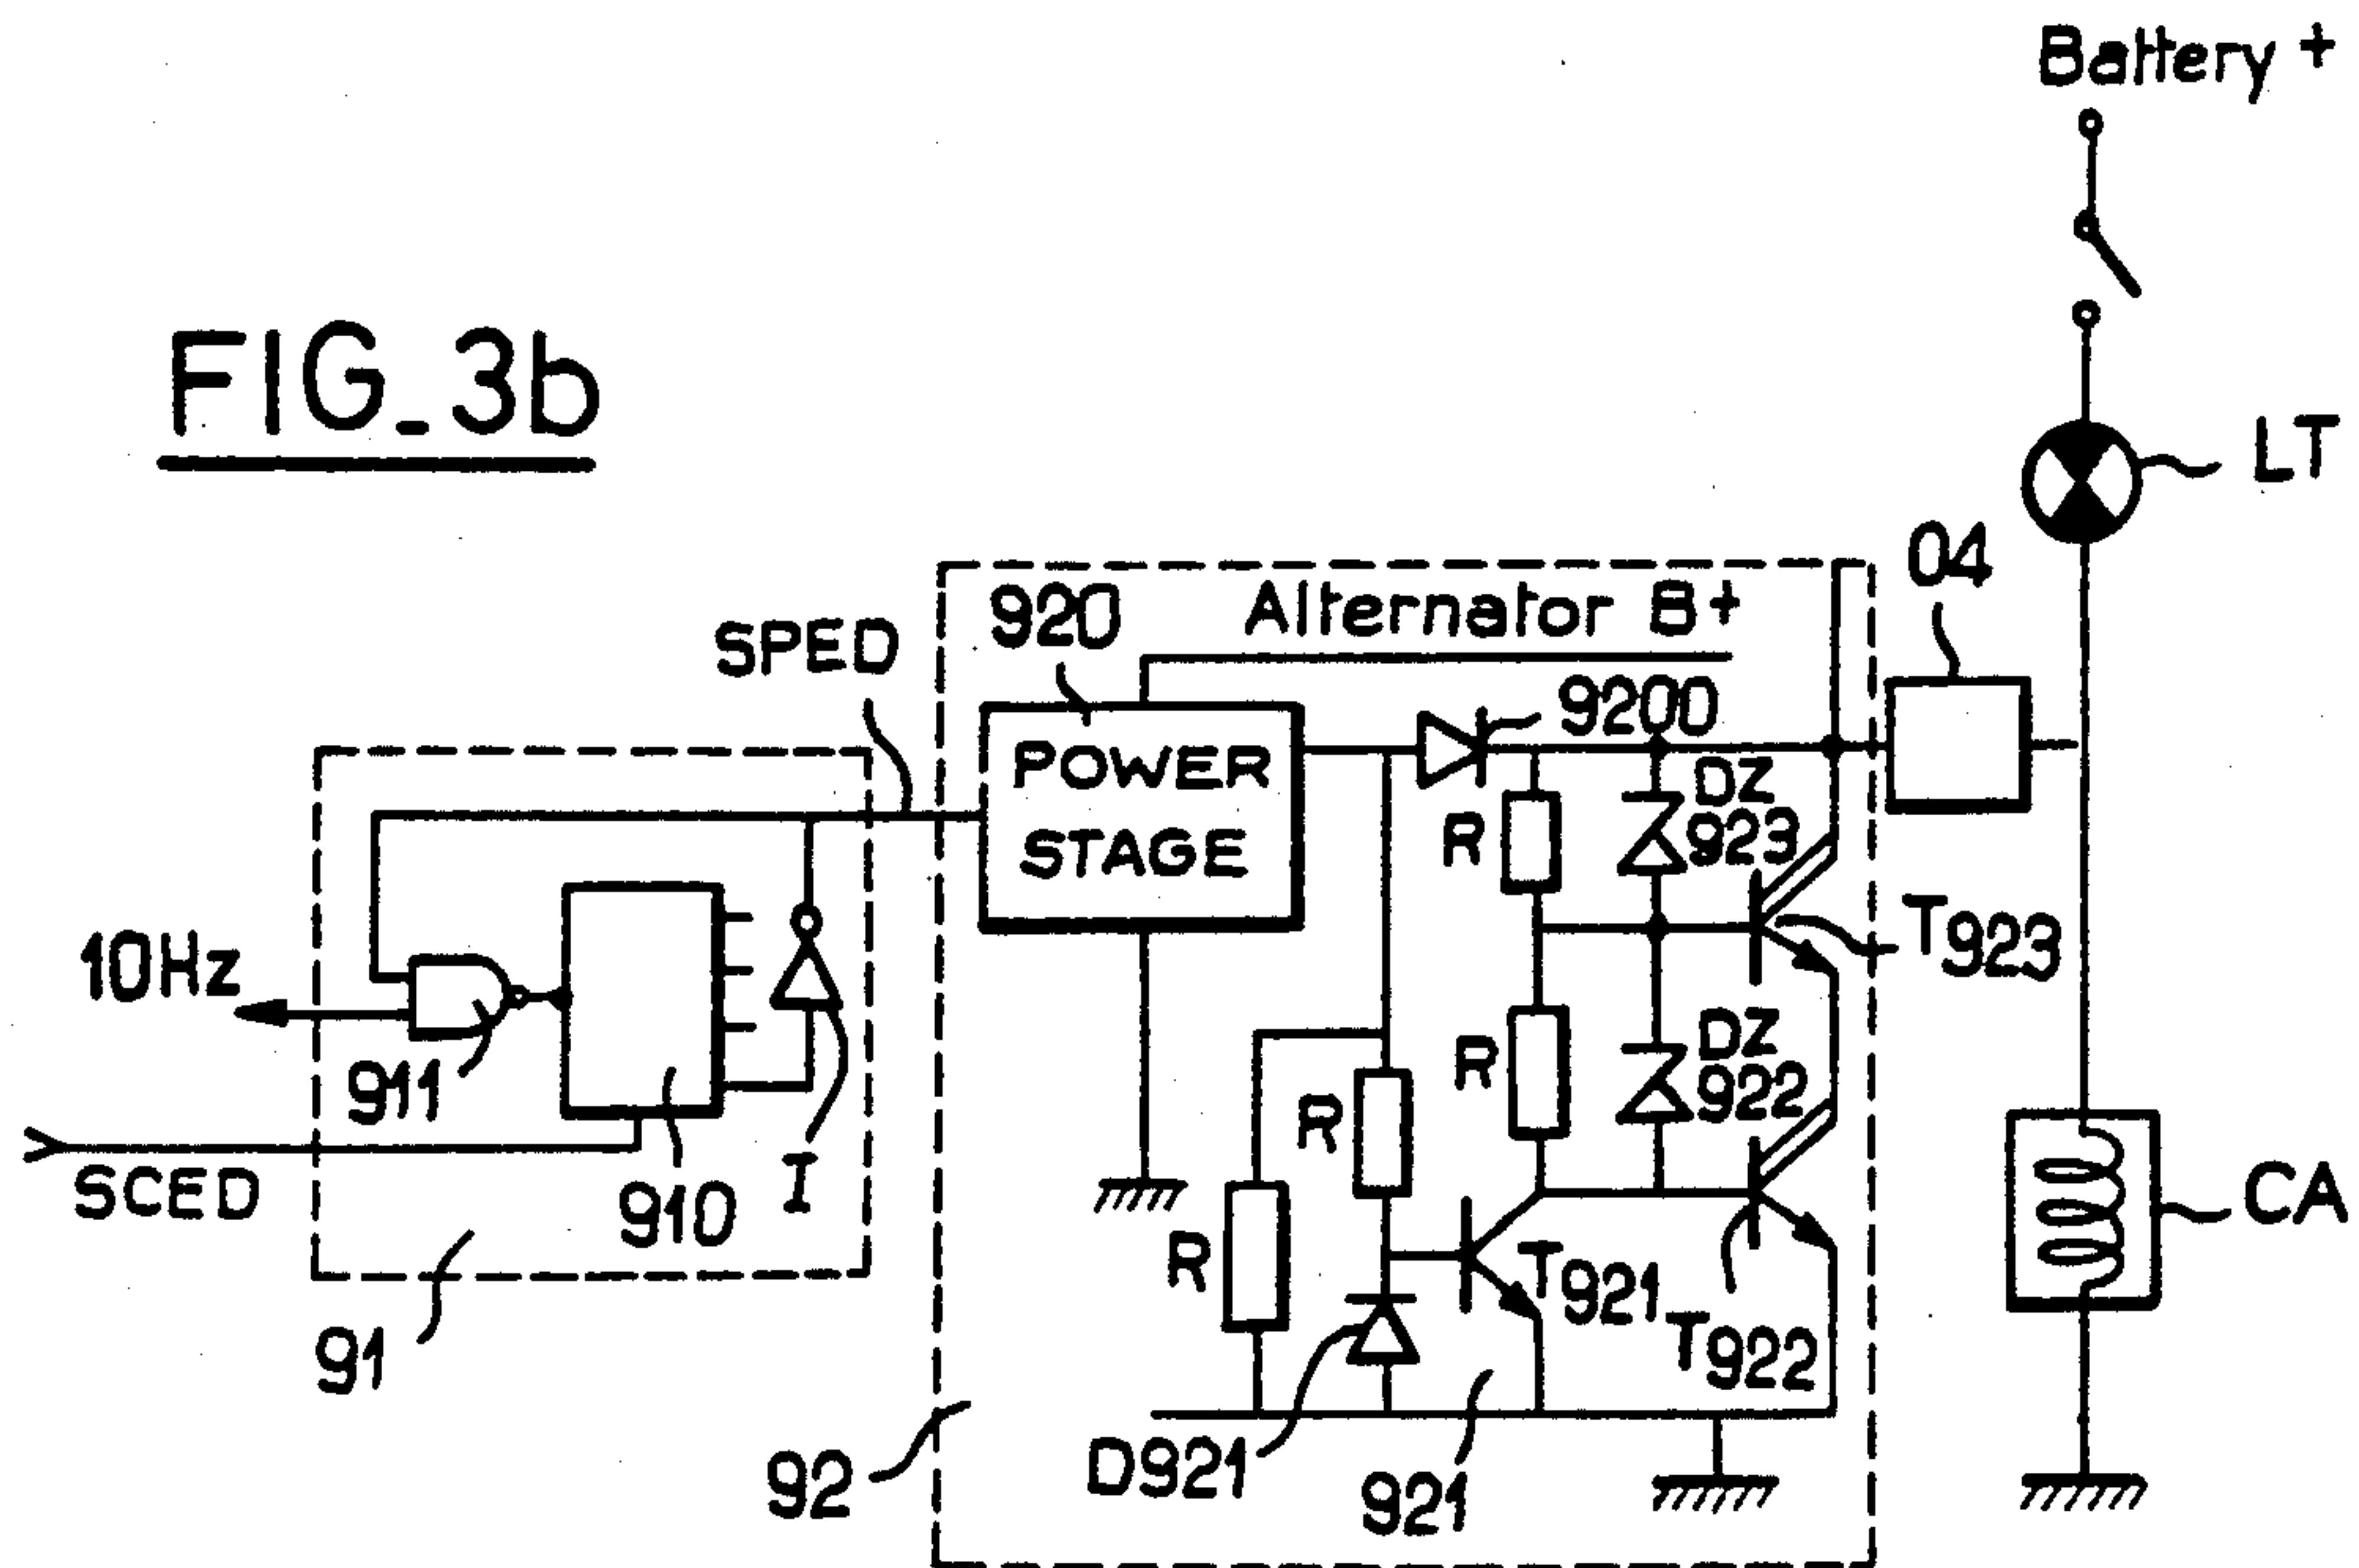 Battery +
FIG_3b
LT
04
920
Alternator B+
SPED
9200
POWER
STAGE
DZ
923
R
T923
10Hz
911
DZ
922
R
R
SCED
910
I
CA
R
T921
T922
91
D921
92
921